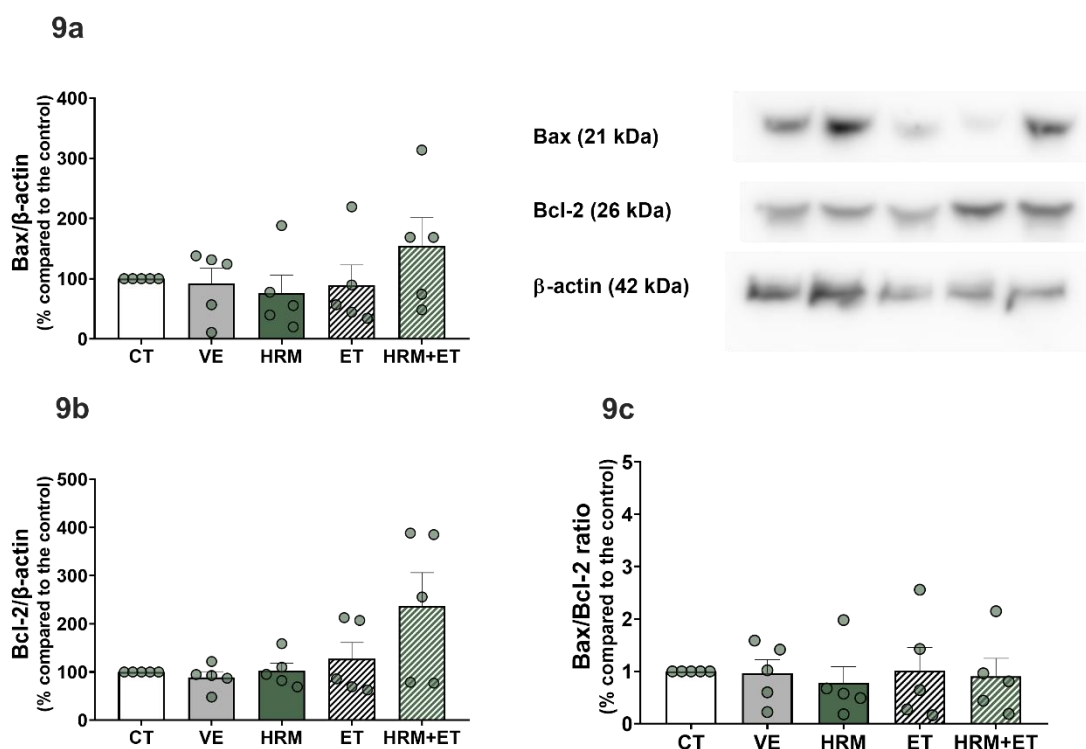 9a
Bax/β-actin
(% compared to the control)
400
300
200
100
0
CT VE HRM ET HRM+ET
Bax (21 kDa)
Bcl-2 (26 kDa)
β-actin (42 kDa)
9b
Bcl-2/β-actin
(% compared to the control)
500
400
300
200
100
0
CT VE HRM ET HRM+ET
9c
Bax/Bcl-2 ratio
(% compared to the control)
5
4
3
2
1
0
CT VE HRM ET HRM+ET